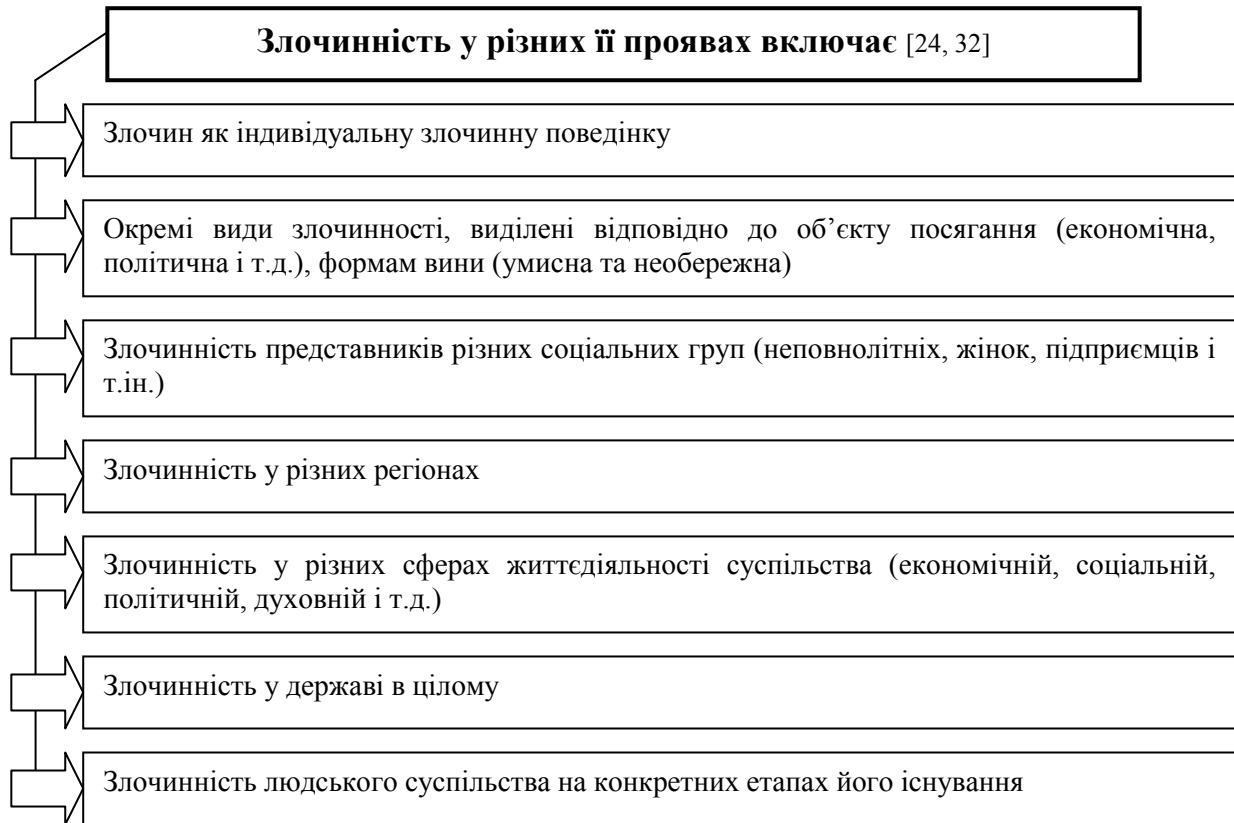 Злочинність у різних її проявах включає [24, 32]
Злочин як індивідуальну злочинну поведінку
Окремі види злочинності, виділені відповідно до об’єкту посягання (економічна,
політична і т.д.), формам вини (умисна та необережна)
Злочинність представників різних соціальних груп (неповнолітніх, жінок, підприємців і
т.ін.)
Злочинність у різних регіонах
Злочинність у різних сферах життєдіяльності суспільства (економічній, соціальній,
політичній, духовній і т.д.)
Злочинність у державі в цілому
Злочинність людського суспільства на конкретних етапах його існування